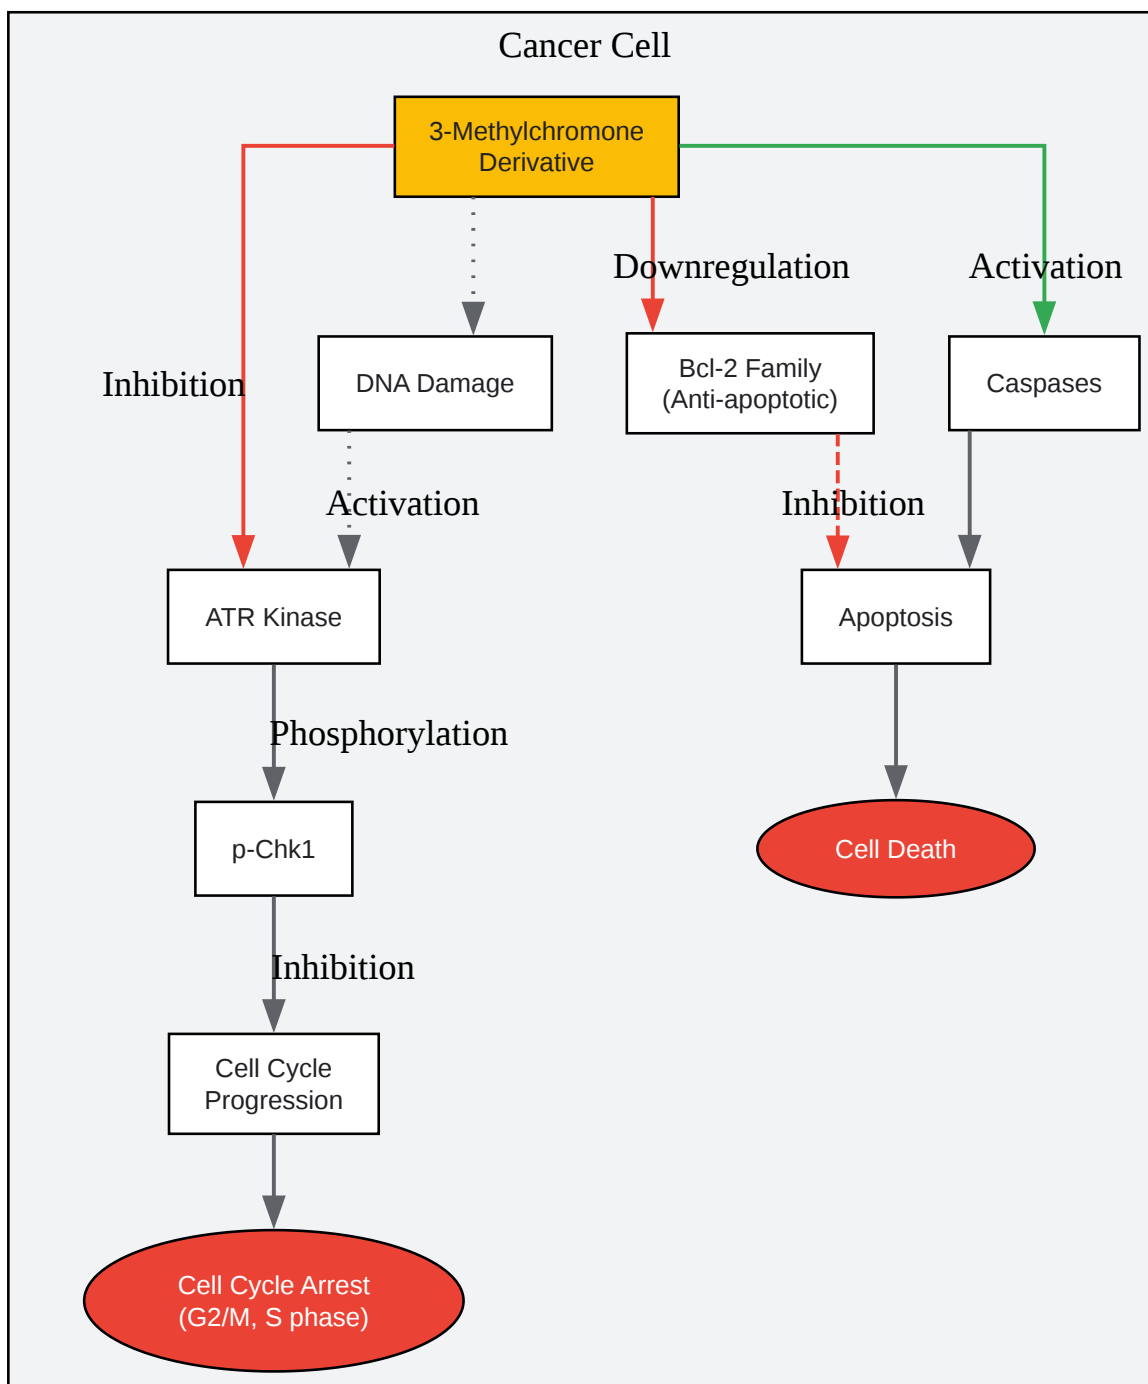 Cancer Cell
3-Methylchromone
Derivative
Downregulation
Activation
Inhibition
DNA Damage
Bcl-2 Family
(Anti-apoptotic)
Caspases
Activation
Inhibition
ATR Kinase
Apoptosis
Phosphorylation
p-Chk1
Cell Death
Inhibition
Cell Cycle
Progression
Cell Cycle Arrest
(G2/M, S phase)